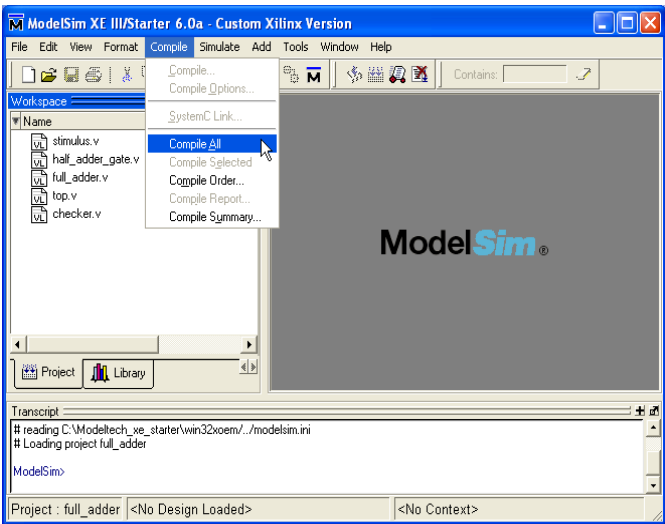 ModelSim XE III/Starter 6.0a - Custom Xilinx Version
File Edit View Format Compile Simulate Add Tools Window Help
Contains:
Compile...
Compile Options...
SystemC Link...
Compile All
Compile Selected
Compile Order...
Compile Report...
Compile Summary...
Workspace
Name
stimulus.v
half_adder_gate.v
full_adder.v
top.v
checker.v
ModelSim ®
Project Library
Transcript
# reading C:\Modeltech_xe_starter\win32xoem/../modelsim.ini
# Loading project full_adder
ModelSim>
Project : full_adder <No Design Loaded> <No Context>